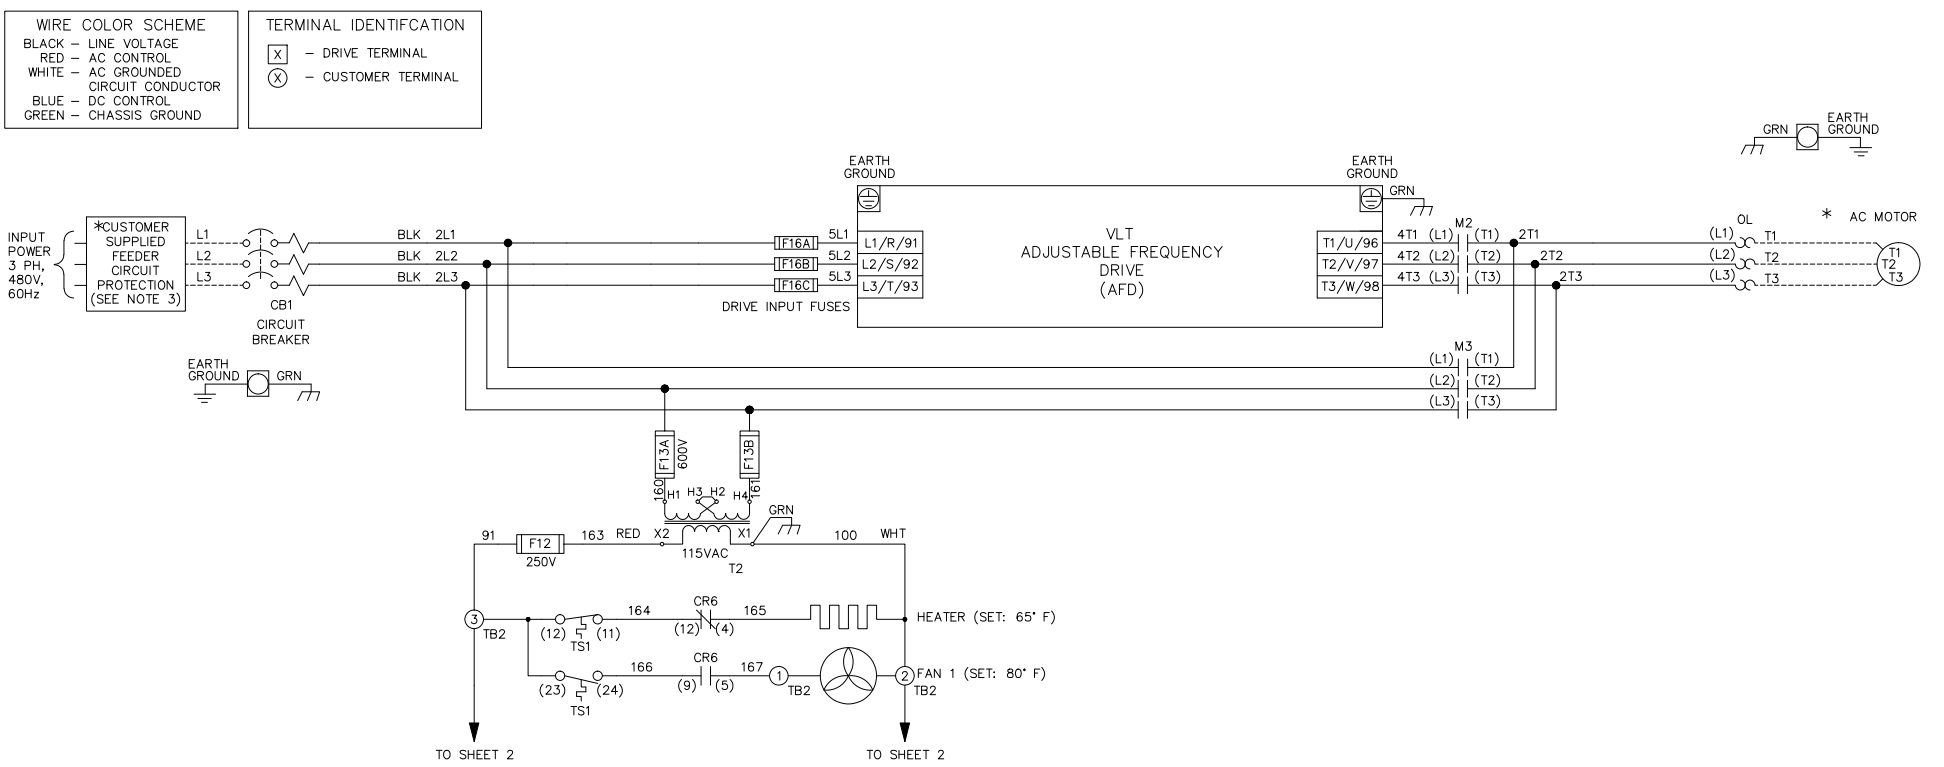 WIRE COLOR SCHEME
BLACK – LINE VOLTAGE
RED – AC CONTROL
WHITE – AC GROUNDED
CIRCUIT CONDUCTOR
BLUE – DC CONTROL
GREEN – CHASSIS GROUND
TERMINAL IDENTIFCATION
X – DRIVE TERMINAL
X – CUSTOMER TERMINAL
GRN
EARTH
GROUND
EARTH
GROUND
EARTH
GROUND
GRN
INPUT
POWER
3 PH,
480V,
60Hz
*CUSTOMER
SUPPLIED
FEEDER
CIRCUIT
PROTECTION
(SEE NOTE 3)
L1
L2
L3
CB1
CIRCUIT
BREAKER
BLK 2L1
BLK 2L2
BLK 2L3
F16A
F16B
F16C
DRIVE INPUT FUSES
5L1
5L2
5L3
L1/R/91
L2/S/92
L3/T/93
VLT
ADJUSTABLE FREQUENCY
DRIVE
(AFD)
T1/U/96
T2/V/97
T3/W/98
4T1 (L1)
4T2 (L2)
4T3 (L3)
M2
(T1) 2T1
(T2) 2T2
(T3) 2T3
OL
(L1) T1
(L2) T2
(L3) T3
* AC MOTOR
T1
T2
T3
M3
(L1) (T1)
(L2) (T2)
(L3) (T3)
EARTH
GROUND
GRN
F13A
600V
F13B
160
H1 H3 H2 H4
161
GRN
91
F12
250V
163 RED X2
X1
115VAC
T2
100 WHT
3
TB2
(12) (11)
TS1
164
CR6
(12) (4)
165
HEATER (SET: 65° F)
(23) (24)
TS1
166
CR6
(9) (5)
167
1
TB2
2
TB2
FAN 1 (SET: 80° F)
TO SHEET 2
TO SHEET 2